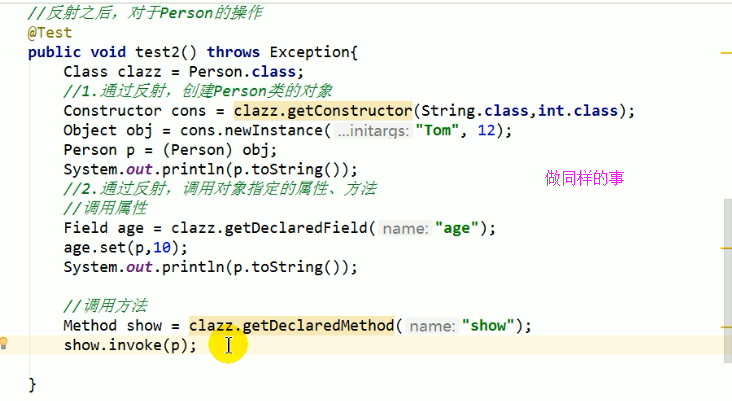 //反射之后，对于Person的操作
@Test
public void test2() throws Exception{
Class clazz = Person.class;
//1.通过反射，创建Person类的对象
Constructor cons = clazz.getConstructor(String.class,int.class);
Object obj = cons.newInstance( ...initargs: "Tom", 12);
Person p = (Person) obj;
System.out.println(p.toString());
做同样的事
//2.通过反射，调用对象指定的属性、方法
//调用属性
Field age = clazz.getDeclaredField( name: "age");
age.set(p,10);
System.out.println(p.toString());
//调用方法
Method show = clazz.getDeclaredMethod( name: "show");
show.invoke(p);
}